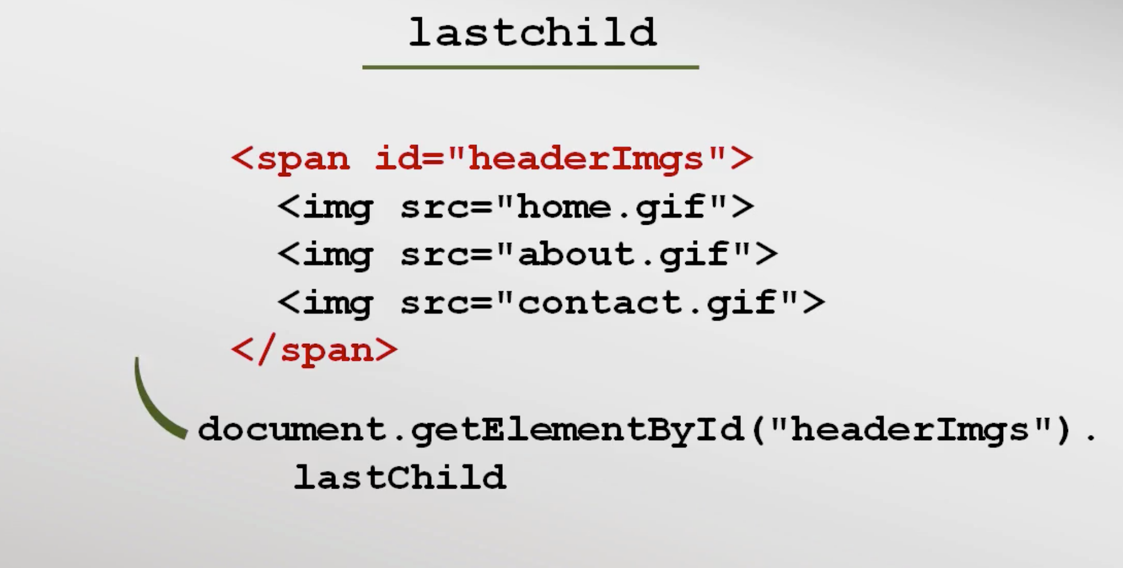 lastchild
<span id="headerImgs">
<img src="home.gif">
<img src="about.gif">
<img src="contact.gif">
</span>
document.getElementById("headerImgs").
lastChild